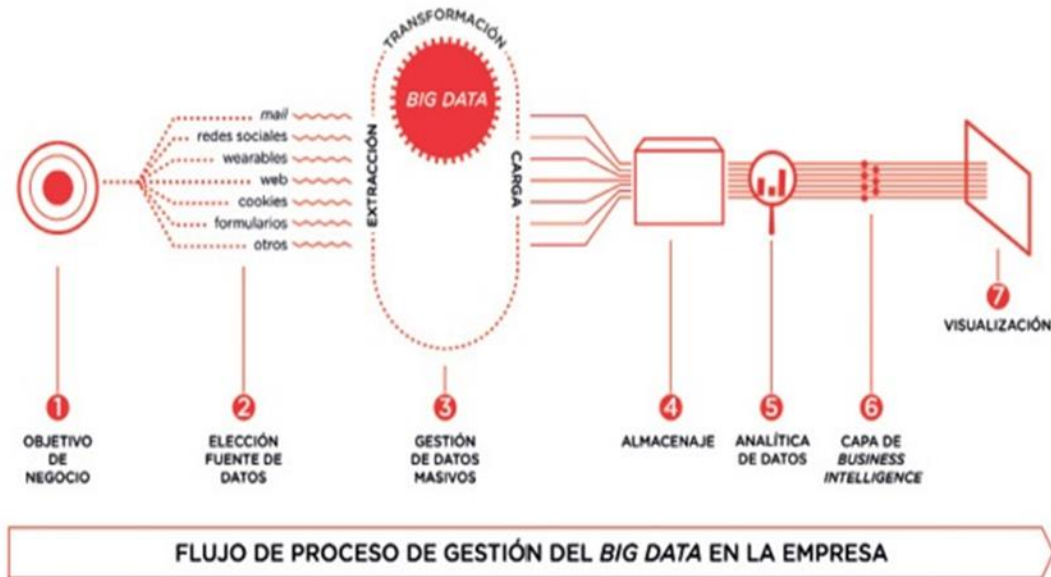 TRANSFORMACIÓN
BIG DATA
EXTRACCIÓN
CARGA
mail
redes sociales
wearables
web
cookies
formularios
otros
1
OBJETIVO
DE
NEGOCIO
2
ELECCIÓN
FUENTE DE
DATOS
3
GESTIÓN
DE DATOS
MASIVOS
4
ALMACENAJE
5
ANALÍTICA
DE DATOS
6
CAPA DE
BUSINESS
INTELLIGENCE
7
VISUALIZACIÓN
FLUJO DE PROCESO DE GESTIÓN DEL BIG DATA EN LA EMPRESA